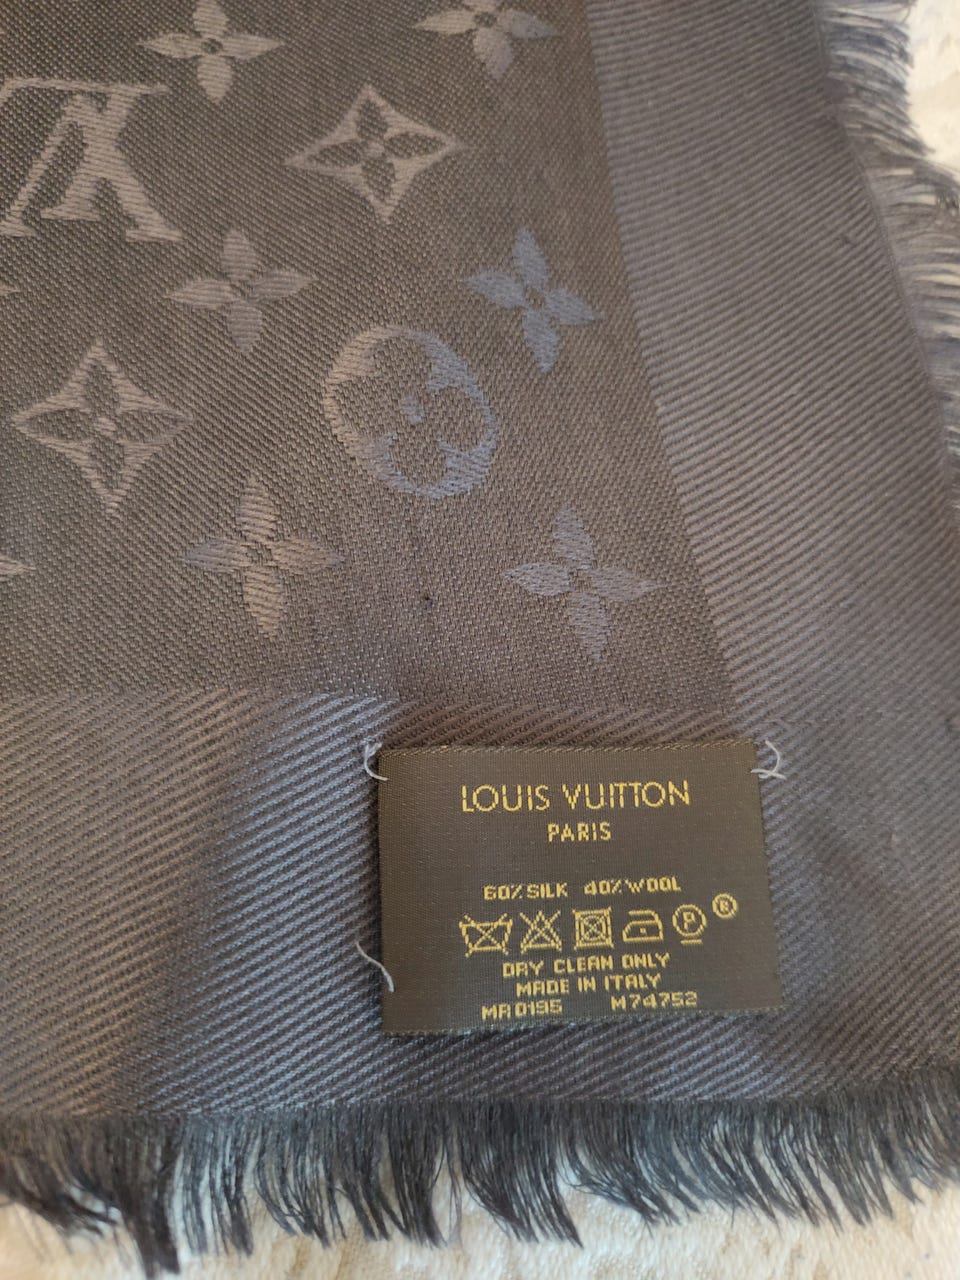 LOUIS VUITTON
PARIS
60% SILK 40% WOOL
P ®
DRY CLEAN ONLY
MADE IN ITALY
MA0195 M74752